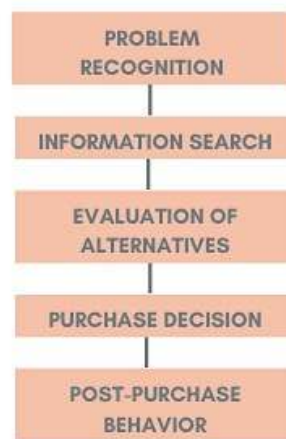 PROBLEM
RECOGNITION
INFORMATION SEARCH
EVALUATION OF
ALTERNATIVES
PURCHASE DECISION
POST-PURCHASE
BEHAVIOR